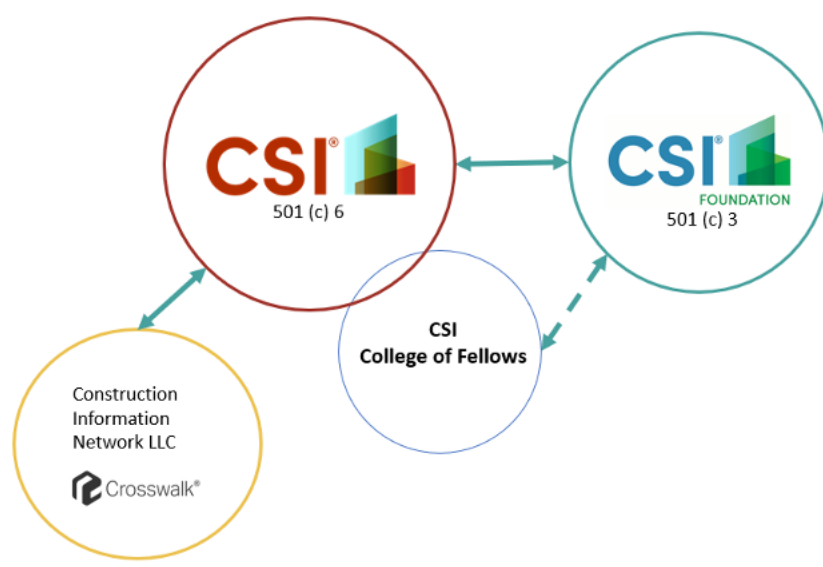 CSI®
501 (c) 6
CSI®
FOUNDATION
501 (c) 3
CSI
College of Fellows
Construction
Information
Network LLC
Crosswalk®